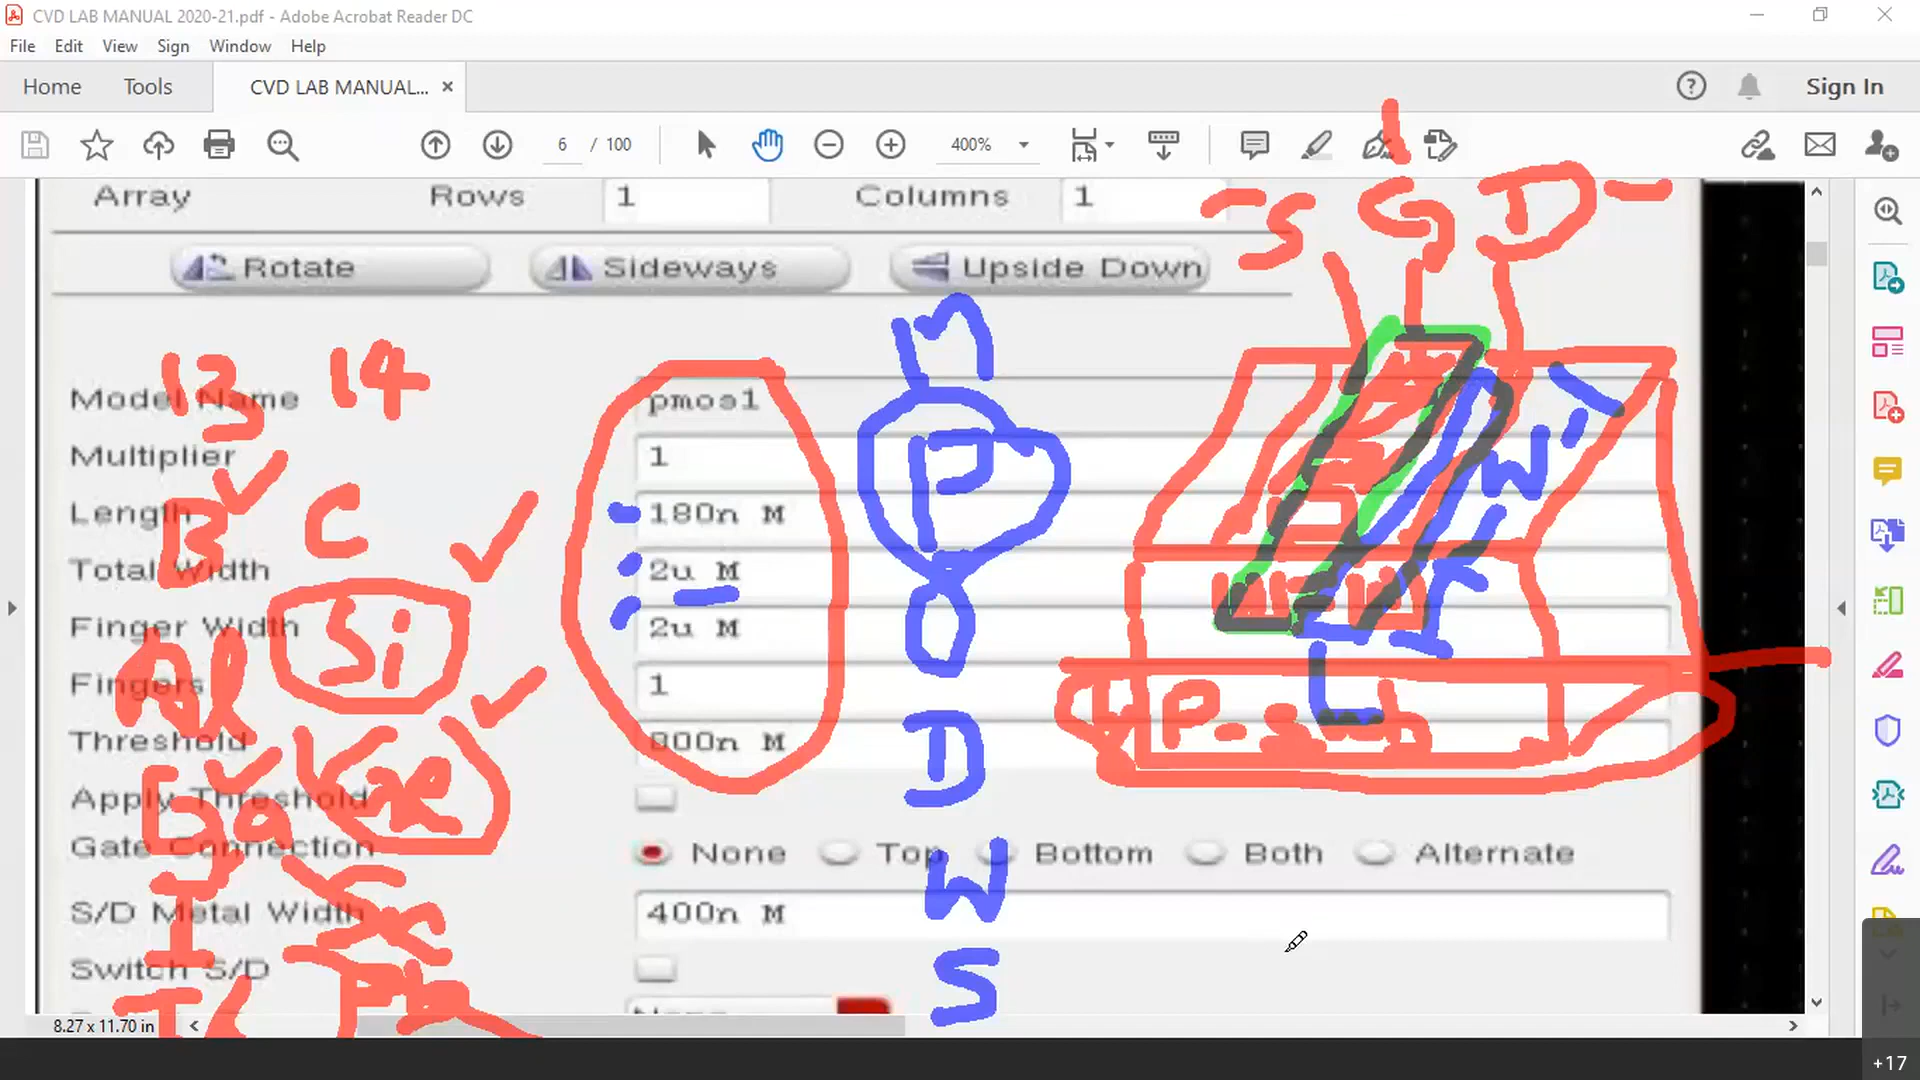 CVD LAB MANUAL 2020-21.pdf - Adobe Acrobat Reader DC
File Edit View Sign Window Help
Home Tools CVD LAB MANUAL... × Sign In
6 / 100 400%
Array Rows 1 Columns 1
S G D
Rotate Sideways Upside Down
13 14
Model Name pmos1
Multiplier 1
P
W
Length 180n M
B C
Total Width 2u M
Finger Width 2u M
Si
Al
Fingers 1
P-sub
L
Threshold 800n M
D
Ga Ge
Apply Threshold
Gate Connection None Top Bottom Both Alternate
W
S/D Metal Width 400n M
Switch S/D
S
8.27 x 11.70 in
+17